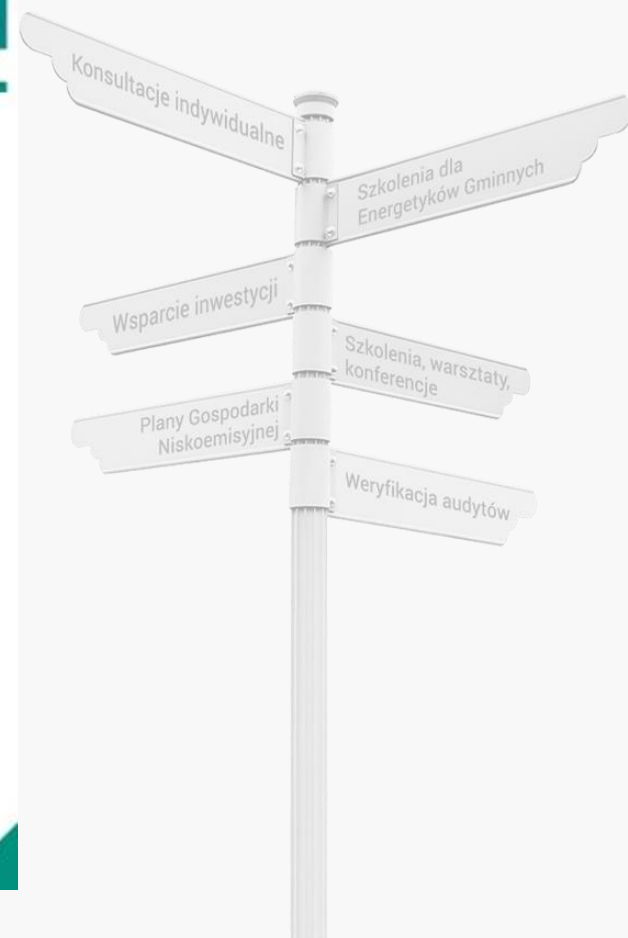 Konsultacje indywidualne
Szkolenia dla
Energetyków Gminnych
Wsparcie inwestycji
Szkolenia, warsztaty,
konferencje
Plany Gospodarki
Niskoemisyjnej
Weryfikacja audytów